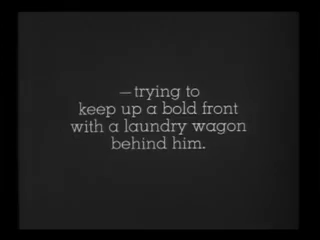 —trying to
keep up a bold front
with a laundry wagon
behind him.